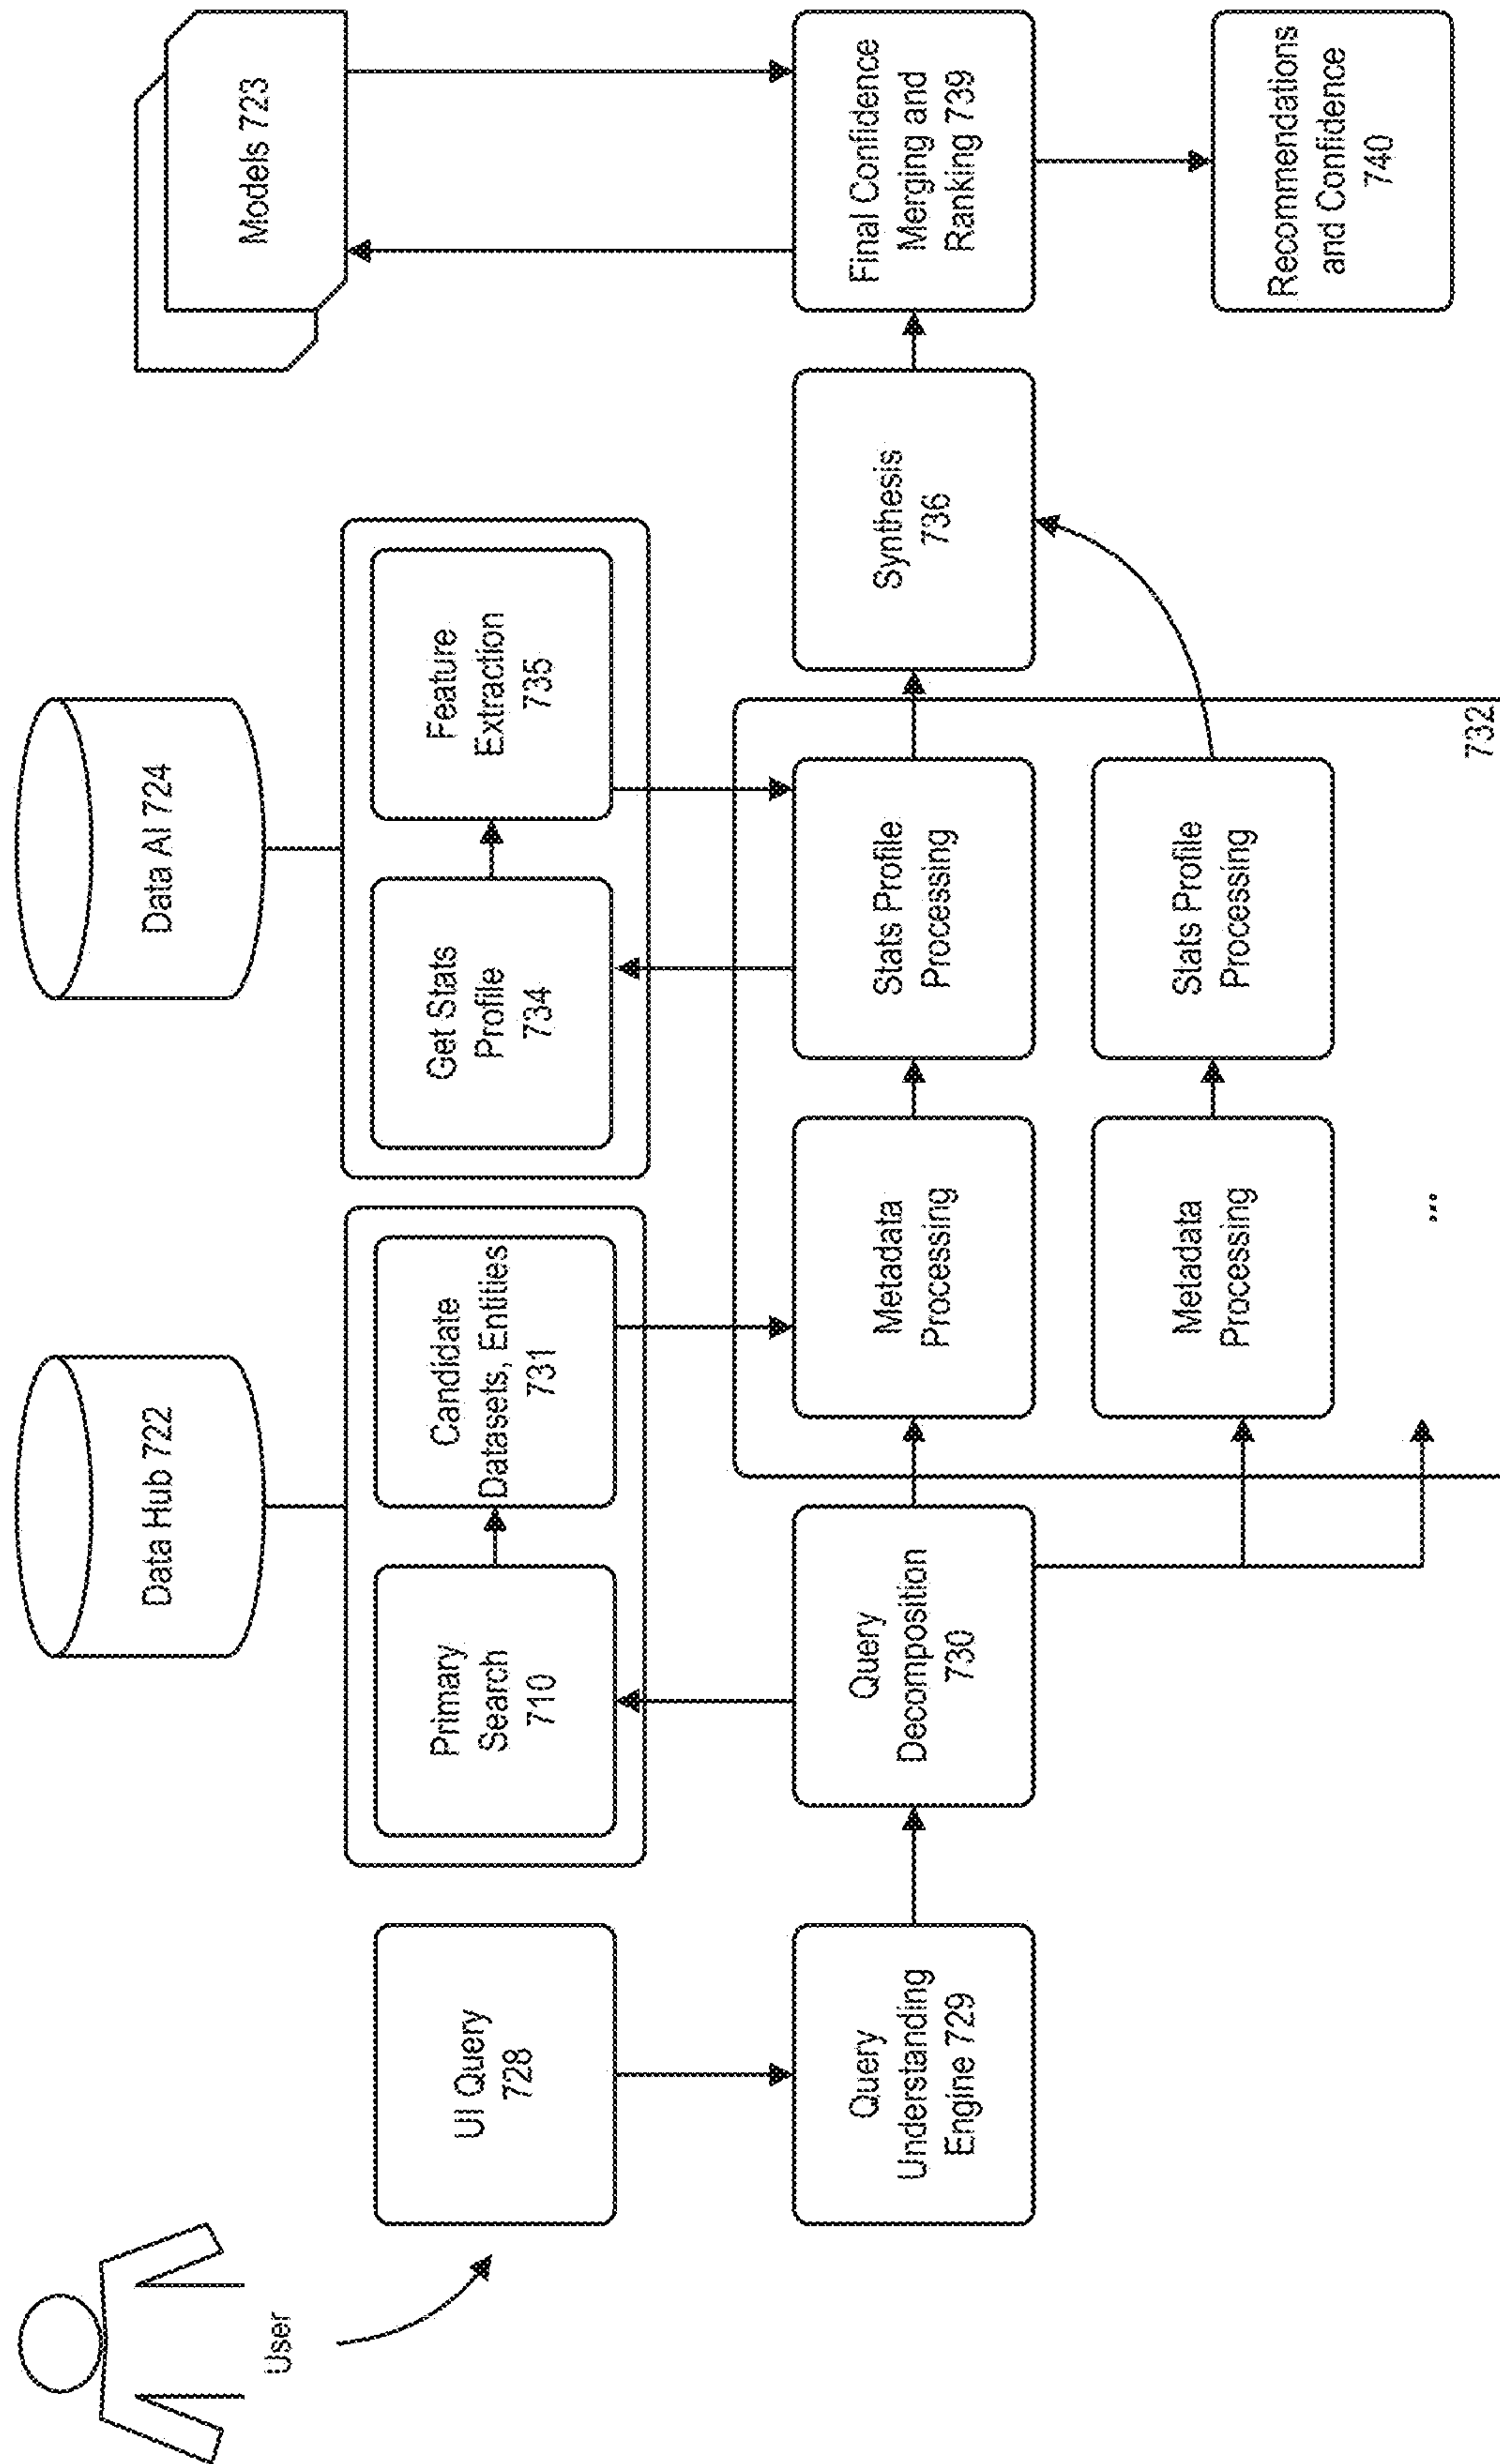 User
Data Hub 722
Data AI 724
Models 723
UI Query
728
Primary
Search
710
Candidate
Datasets, Entities
731
Get Stats
Profile
734
Feature
Extraction
735
Query
Understanding
Engine 729
Query
Decomposition
730
Metadata
Processing
Stats Profile
Processing
Synthesis
736
Final Confidence
Merging and
Ranking 739
Metadata
Processing
Stats Profile
Processing
Recommendations
and Confidence
740
...
732